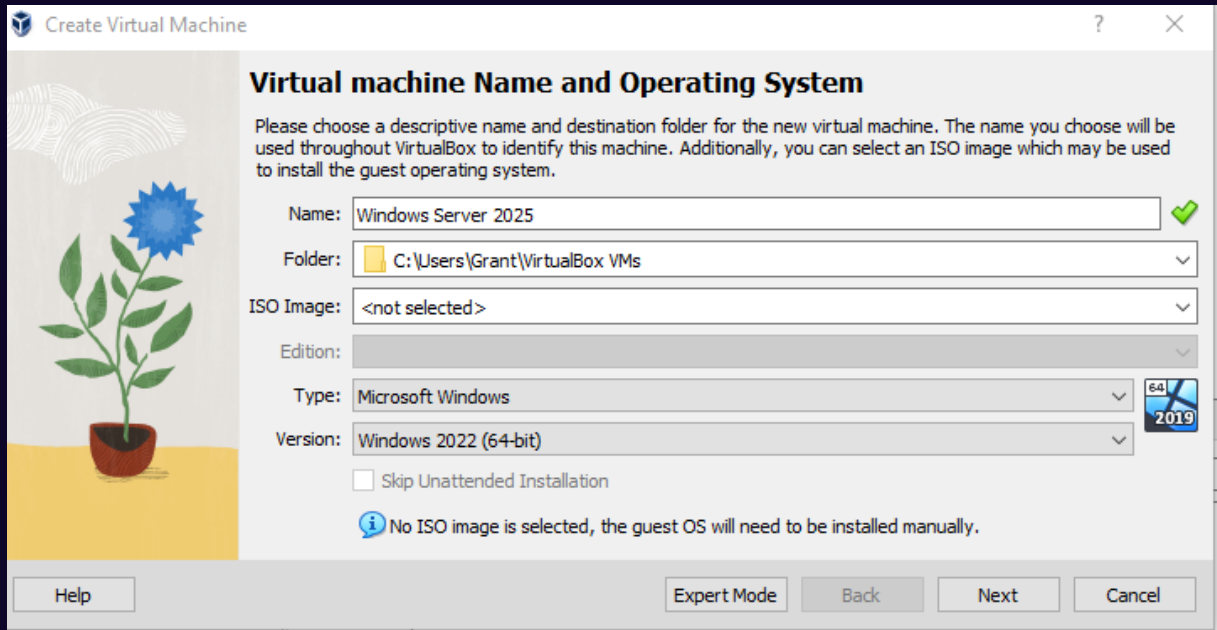 Create Virtual Machine
?
Virtual machine Name and Operating System
Please choose a descriptive name and destination folder for the new virtual machine. The name you choose will be
used throughout VirtualBox to identify this machine. Additionally, you can select an ISO image which may be used
to install the guest operating system.
Name: Windows Server 2025
Folder: C:\Users\Grant\VirtualBox VMs
ISO Image: <not selected>
Edition:
Type: Microsoft Windows
64
2019
Version: Windows 2022 (64-bit)
Skip Unattended Installation
No ISO image is selected, the guest OS will need to be installed manually.
Help Expert Mode Back Next Cancel